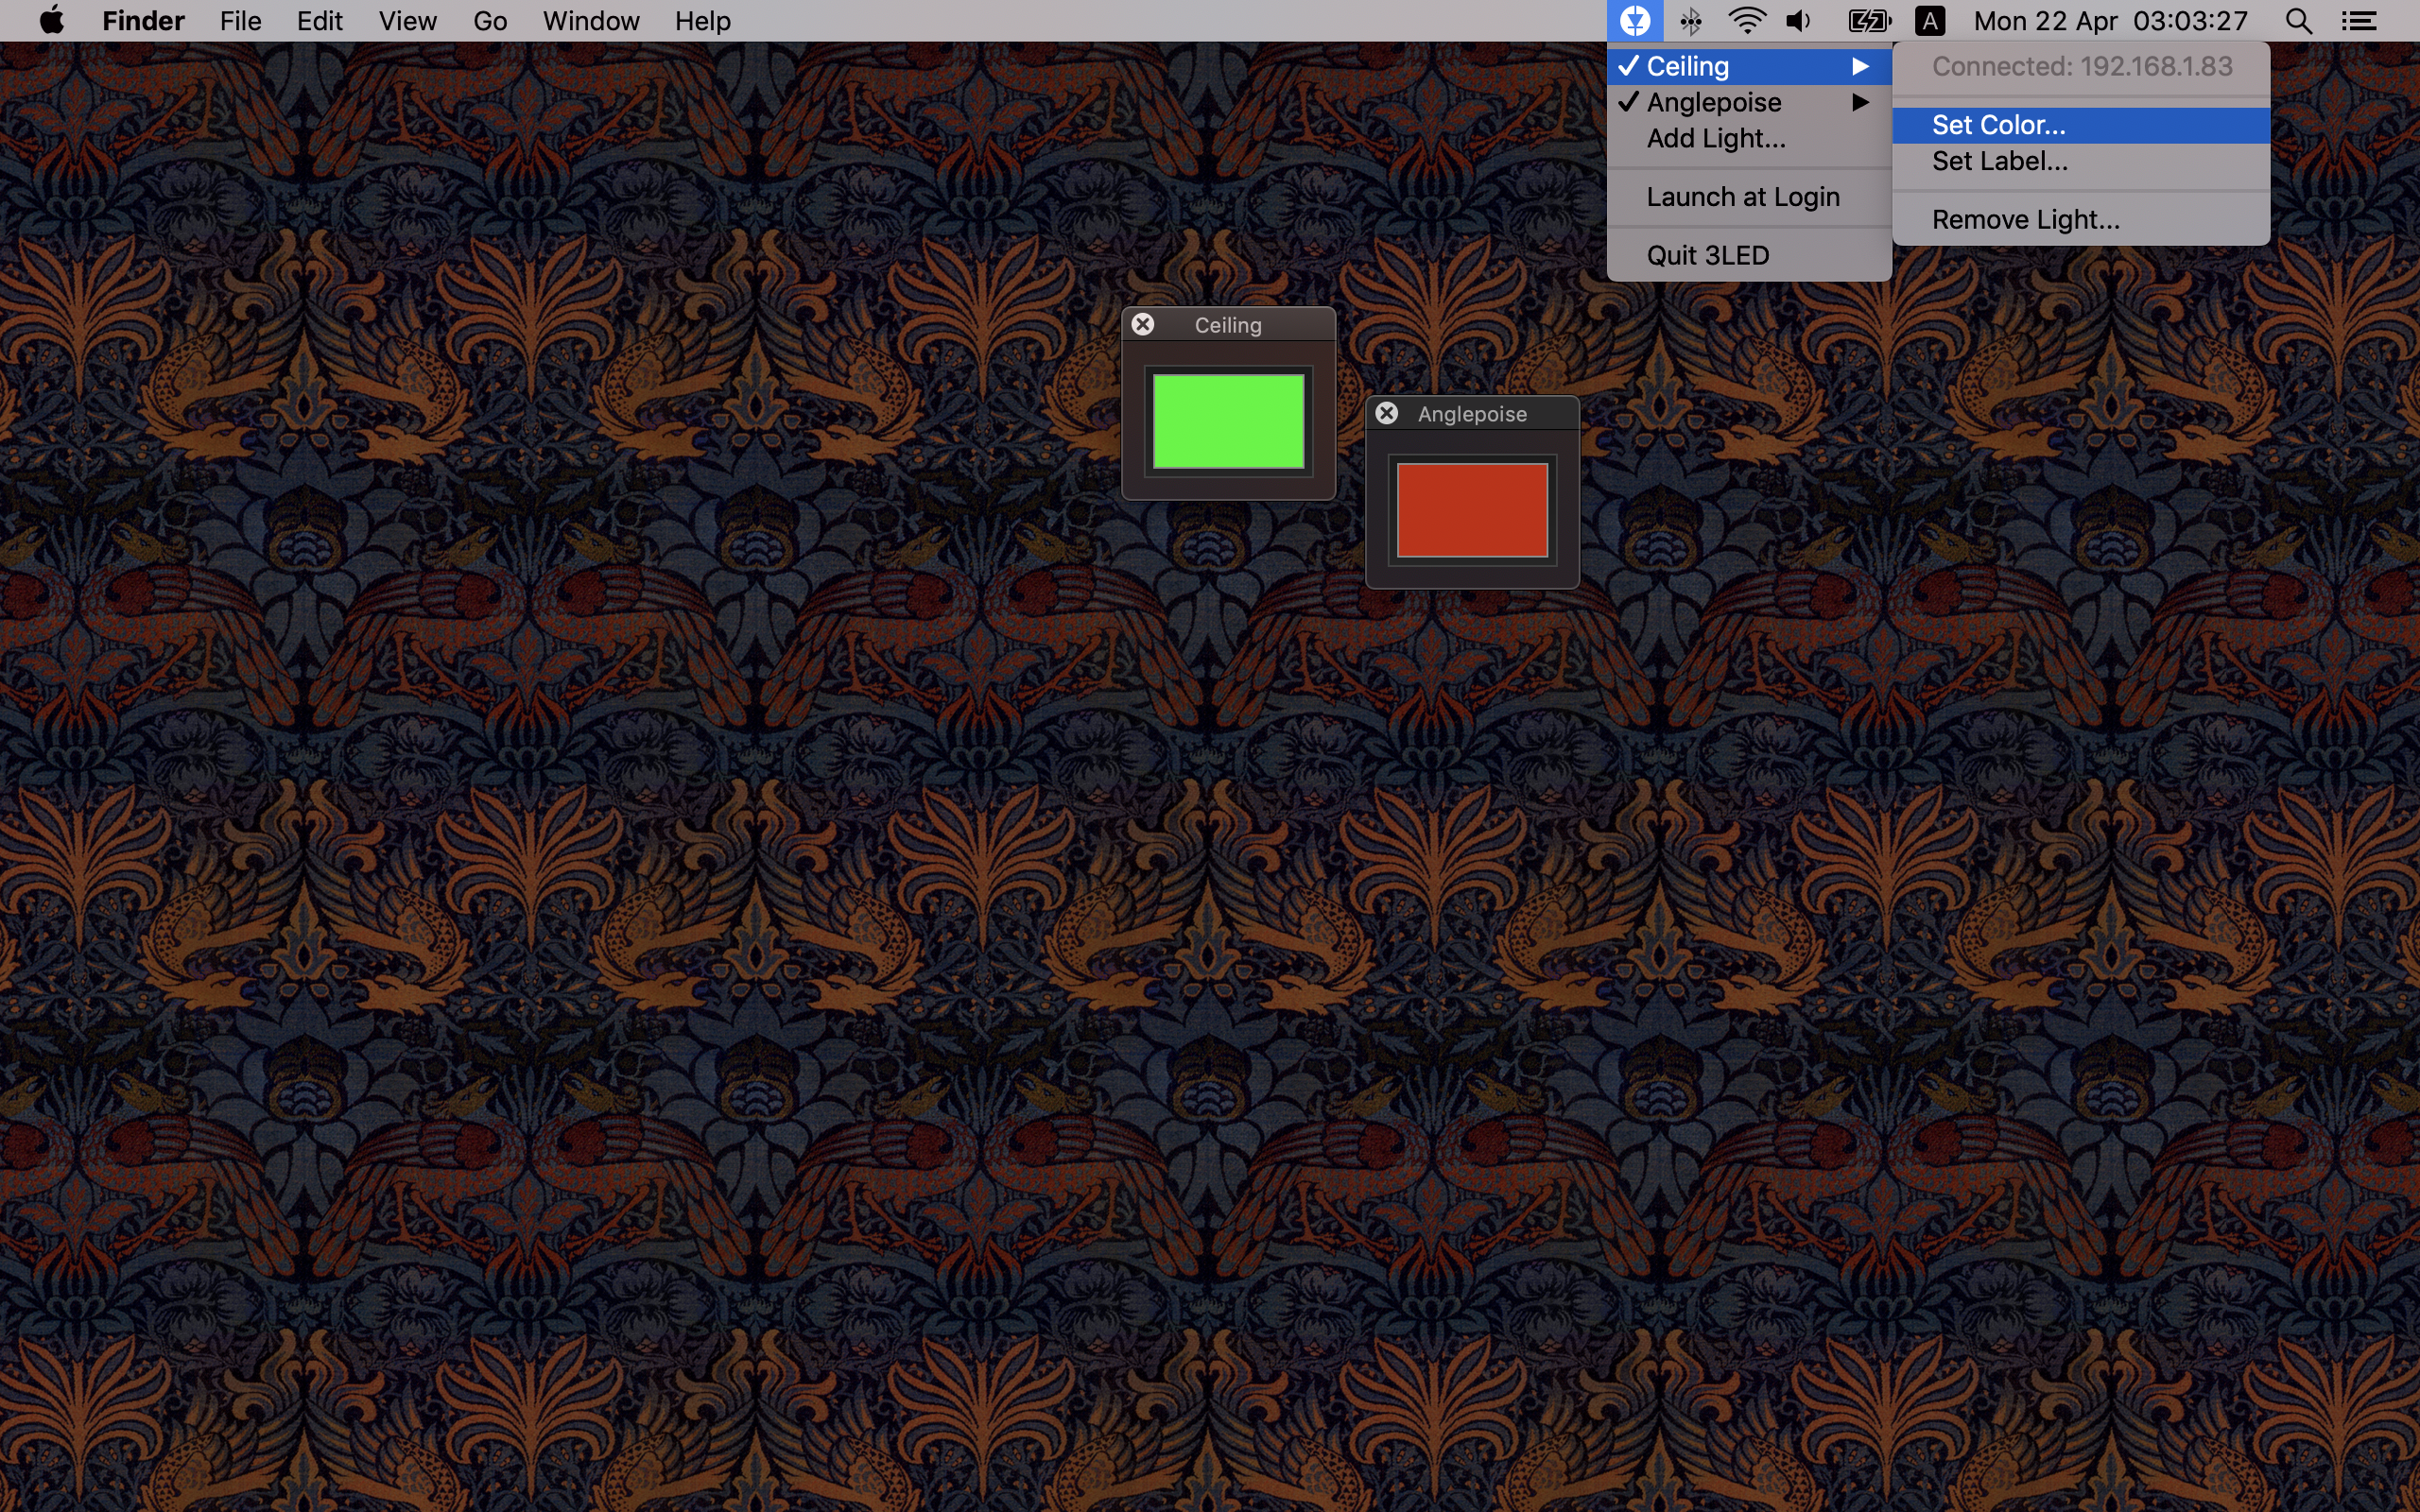 Finder File Edit View Go Window Help A Mon 22 Apr 03:03:27
Ceiling
Anglepoise
Add Light...
Launch at Login
Quit 3LED
Connected: 192.168.1.83
Set Color...
Set Label...
Remove Light...
Ceiling
Anglepoise